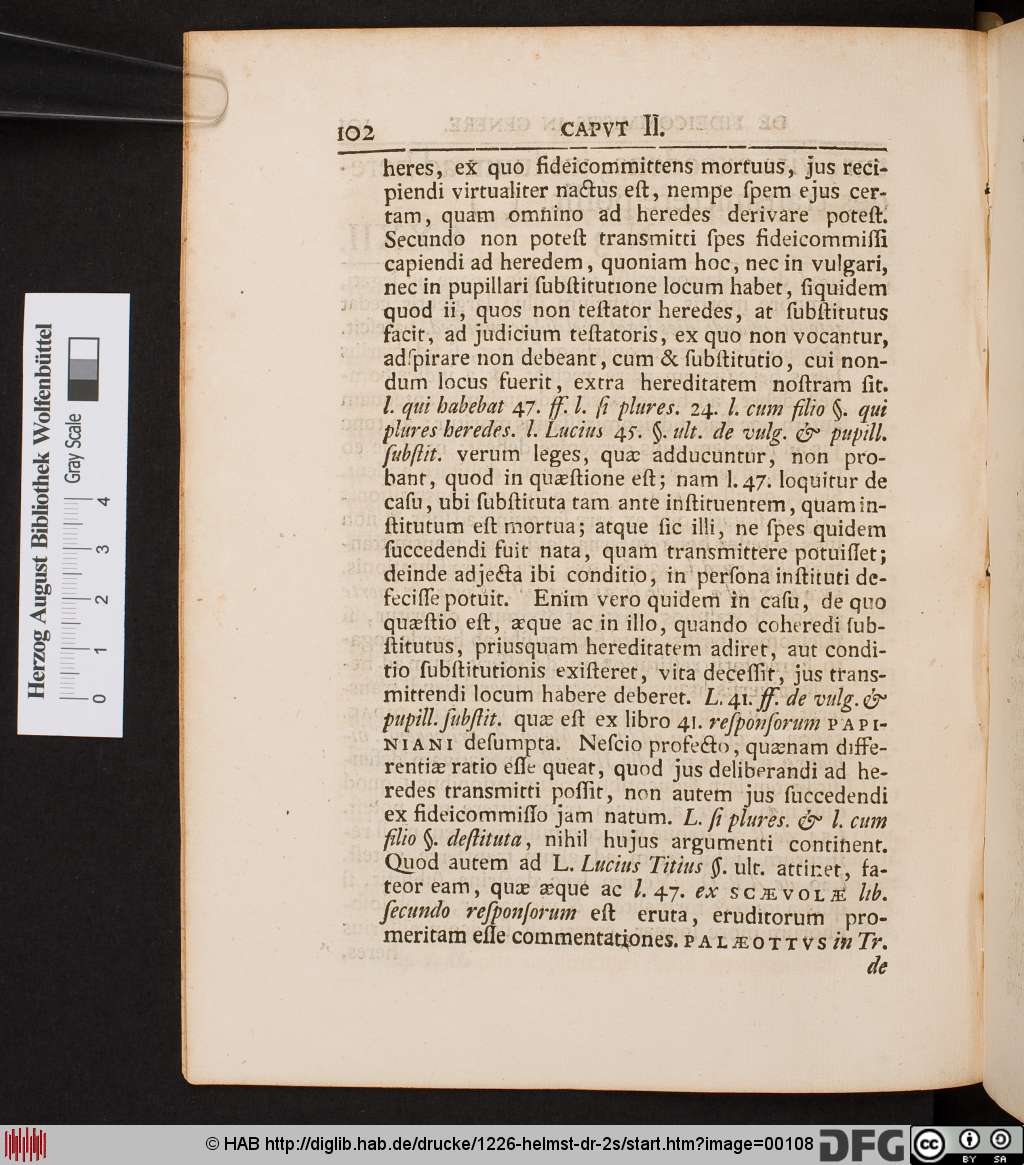 102 CAPVT II.
heres, ex quo fideicommittens mortuus, jus reci-
piendi virtualiter nactus eſt, nempe ſpem ejus cer-
tam, quam omnino ad heredes derivare poteſt.
Secundo non poteſt transmitti ſpes fideicommiſſi
capiendi ad heredem, quoniam hoc, nec in vulgari,
nec in pupillari ſubſtitutione locum habet, ſiquidem
quod ii, quos non teſtator heredes, at ſubſtitutus
facit, ad judicium teſtatoris, ex quo non vocantur,
adſpirare non debeant, cum & ſubſtitutio, cui non-
dum locus fuerit, extra hereditatem noſtram ſit.
l. qui habebat 47. ff. l. ſi plures. 24. l. cum filio §. qui
plures heredes. l. Lucius 45. §. ult. de vulg. & pupill.
ſubſtit. verum leges, quæ adducuntur, non pro-
bant, quod in quæſtione eſt; nam l. 47. loquitur de
caſu, ubi ſubſtituta tam ante inſtituentem, quam in-
ſtitutum eſt mortua; atque ſic illi, ne ſpes quidem
ſuccedendi fuit nata, quam transmittere potuiſſet;
deinde adjecta ibi conditio, in perſona inſtituti de-
feciſſe potuit. Enim vero quidem in caſu, de quo
quæſtio eſt, æque ac in illo, quando coheredi ſub-
ſtitutus, priusquam hereditatem adiret, aut condi-
tio ſubſtitutionis exiſteret, vita deceſſit, jus trans-
mittendi locum habere deberet. L. 41. ff. de vulg. &
pupill. ſubſtit. quæ eſt ex libro 41. reſponſorum PAPI-
NIANI deſumpta. Neſcio profecto, quænam diffe-
rentiæ ratio eſſe queat, quod jus deliberandi ad he-
redes transmitti poſſit, non autem jus ſuccedendi
ex fideicommiſſo jam natum. L. ſi plures. & l. cum
filio §. deſtituta, nihil hujus argumenti continent.
Quod autem ad L. Lucius Titius §. ult. attinet, fa-
teor eam, quæ æque ac l. 47. ex SCÆVOLÆ lib.
ſecundo reſponſorum eſt eruta, eruditorum pro-
meritam eſſe commentationes. PALÆOTTVS in Tr.
de
Herzog August Bibliothek Wolfenbüttel
Gray Scale
0 1 2 3 4
© HAB http://diglib.hab.de/drucke/1226-helmst-dr-2s/start.htm?image=00108
DFG
cc BY SA